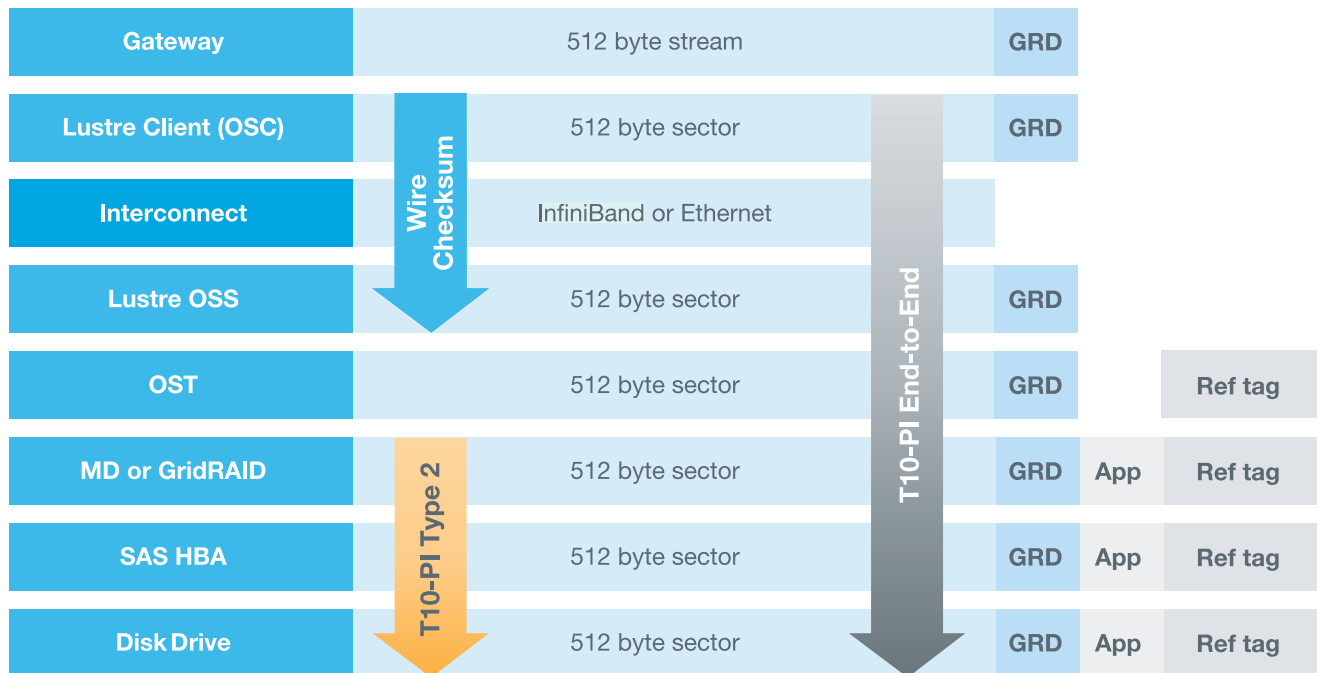 Gateway 512 byte stream GRD
Lustre Client (OSC) 512 byte sector GRD
Interconnect InfiniBand or Ethernet
Lustre OSS 512 byte sector GRD
OST 512 byte sector GRD Ref tag
MD or GridRAID 512 byte sector GRD App Ref tag
SAS HBA 512 byte sector GRD App Ref tag
Disk Drive 512 byte sector GRD App Ref tag
Wire
Checksum
T10-PI Type 2
T10-PI End-to-End